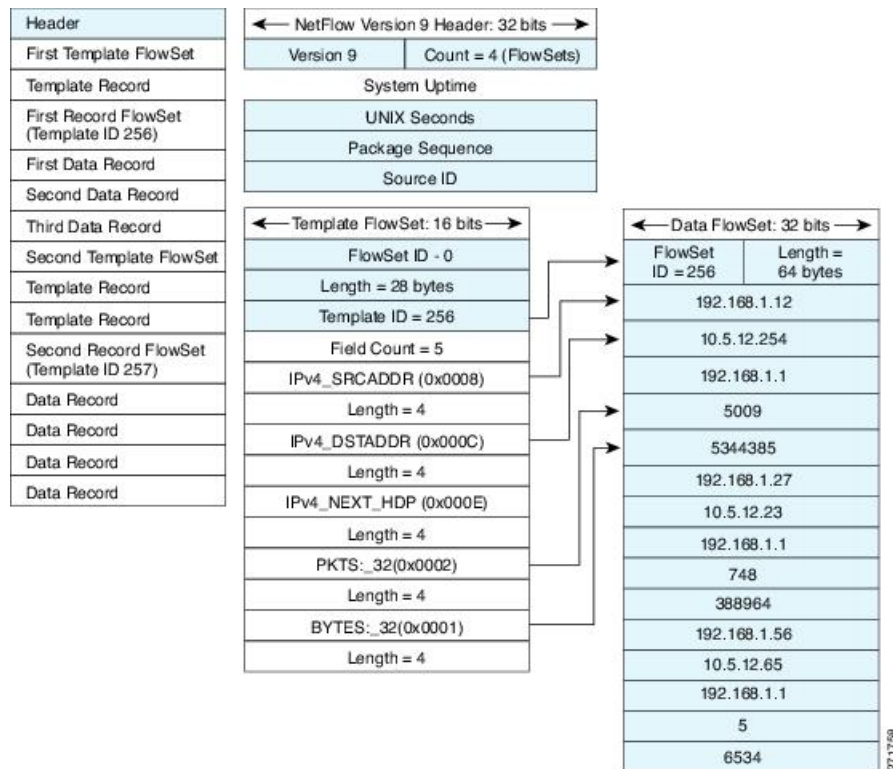 Header
First Template FlowSet
Template Record
First Record FlowSet
(Template ID 256)
First Data Record
Second Data Record
Third Data Record
Second Template FlowSet
Template Record
Template Record
Second Record FlowSet
(Template ID 257)
Data Record
Data Record
Data Record
Data Record
NetFlow Version 9 Header: 32 bits
Version 9
Count = 4 (FlowSets)
System Uptime
UNIX Seconds
Package Sequence
Source ID
Template FlowSet: 16 bits
FlowSet ID - 0
Length = 28 bytes
Template ID = 256
Field Count = 5
IPv4_SRCADDR (0x0008)
Length = 4
IPv4_DSTADDR (0x000C)
Length = 4
IPv4_NEXT_HDP (0x000E)
Length = 4
PKTS:_32(0x0002)
Length = 4
BYTES:_32(0x0001)
Length = 4
Data FlowSet: 32 bits
FlowSet
ID = 256
Length =
64 bytes
192.168.1.12
10.5.12.254
192.168.1.1
5009
5344385
192.168.1.27
10.5.12.23
192.168.1.1
748
388964
192.168.1.56
10.5.12.65
192.168.1.1
5
6534